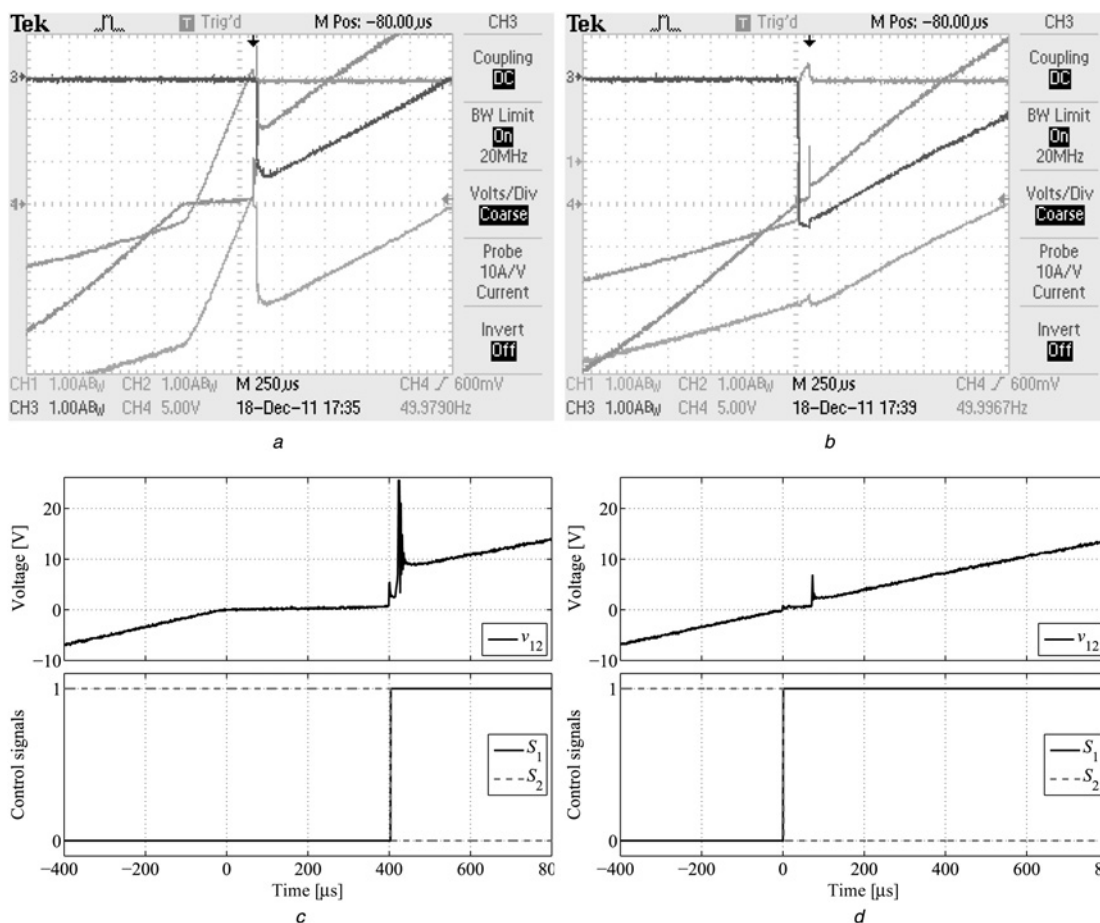 Tek
T Trig'd
M Pos: -80.00µs
CH3
Coupling
DC
BW Limit
On
20MHz
Volts/Div
Coarse
Probe
10A/V
Current
Invert
Off
3
4
CH1 1.00ABW CH2 1.00ABW M 250µs CH4 ∫ 600mV
CH3 1.00ABW CH4 5.00V 18-Dec-11 17:35 49.9790Hz
a
Tek
T Trig'd
M Pos: -80.00µs
CH3
Coupling
DC
BW Limit
On
20MHz
Volts/Div
Coarse
Probe
10A/V
Current
Invert
Off
3
1
4
CH1 1.00ABW CH2 1.00ABW M 250µs CH4 ∫ 600mV
CH3 1.00ABW CH4 5.00V 18-Dec-11 17:39 49.9967Hz
b
Voltage [V]
20
10
0
−10
v12
Control signals
1
0
S1
S2
−400 −200 0 200 400 600 80
Time [µs]
c
Voltage [V]
20
10
0
−10
v12
Control signals
1
0
S1
S2
−400 −200 0 200 400 600 80
Time [µs]
d